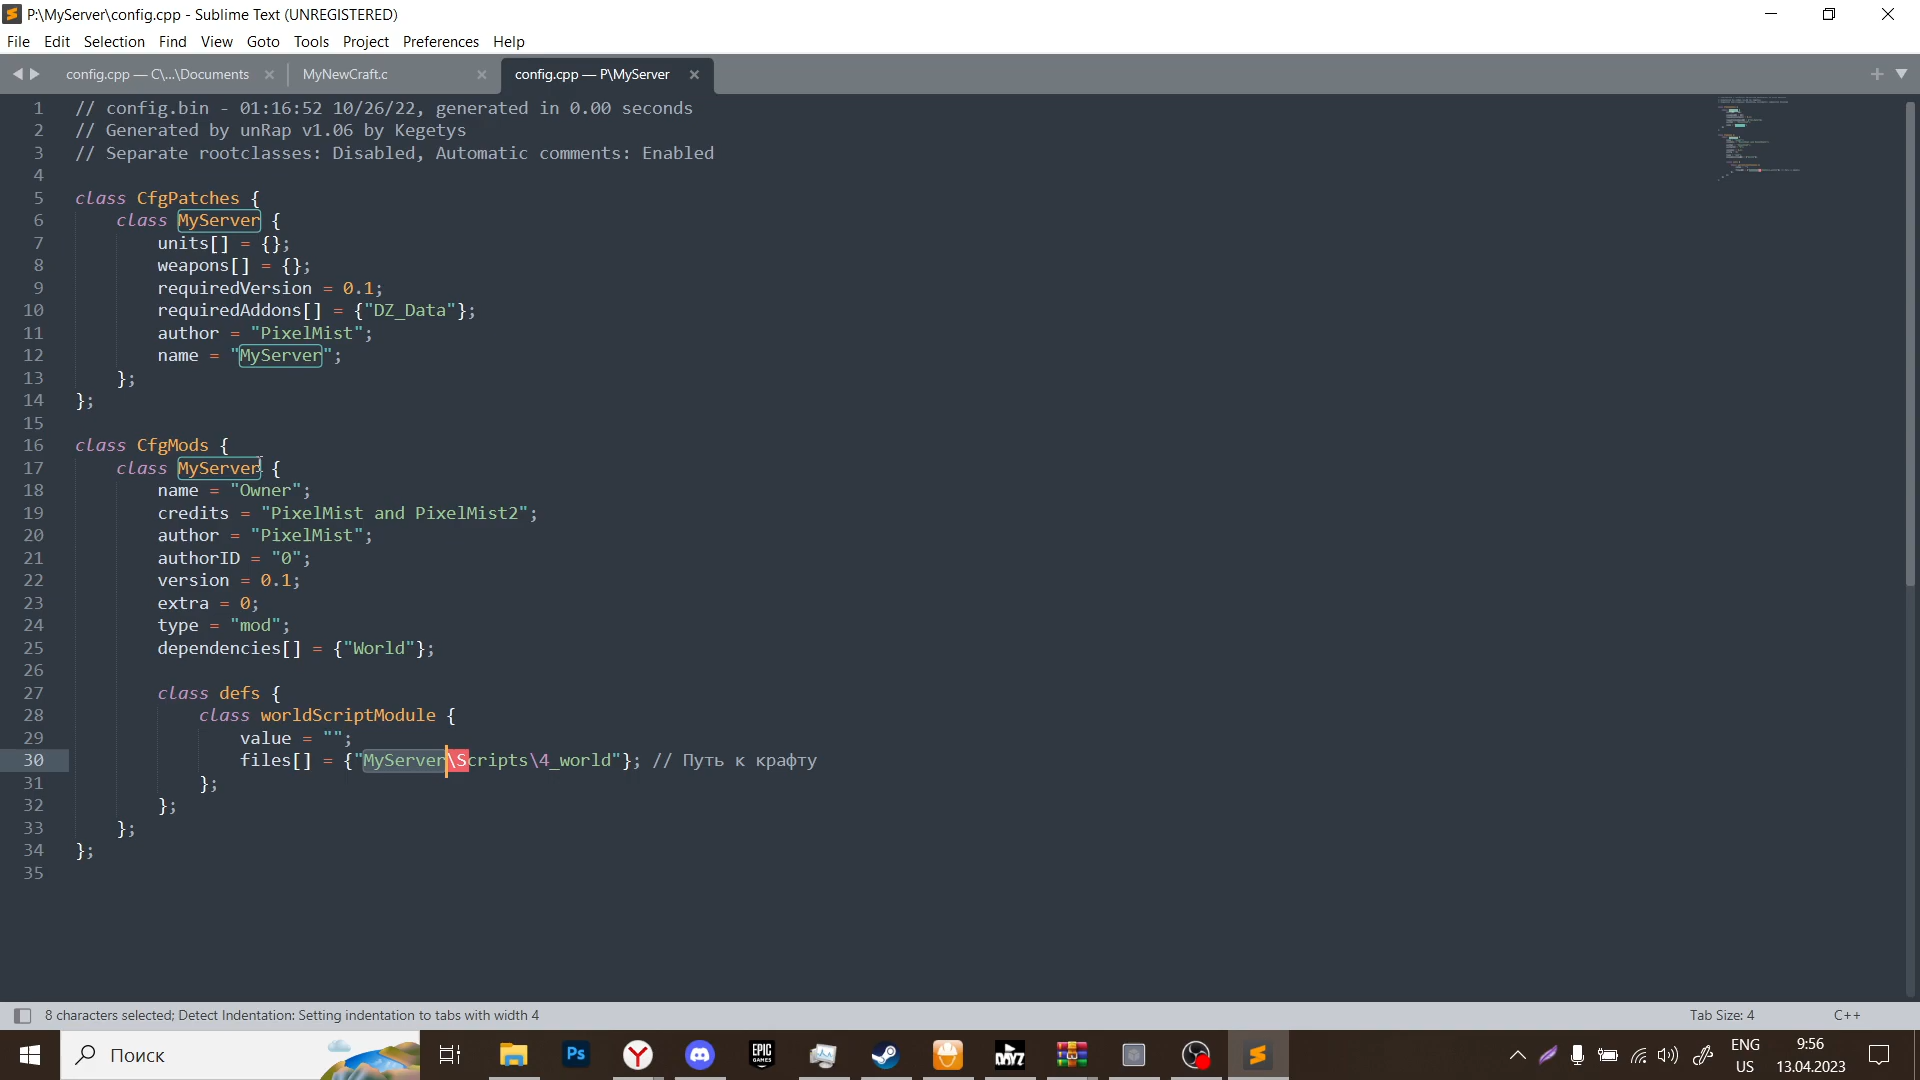 P:\MyServer\config.cpp - Sublime Text (UNREGISTERED)
File Edit Selection Find View Goto Tools Project Preferences Help
config.cpp — C\...\Documents
MyNewCraft.c
config.cpp — P\MyServer
1 // config.bin - 01:16:52 10/26/22, generated in 0.00 seconds
2 // Generated by unRap v1.06 by Kegetys
3 // Separate rootclasses: Disabled, Automatic comments: Enabled
4
5 class CfgPatches {
6 class MyServer {
7 units[] = {};
8 weapons[] = {};
9 requiredVersion = 0.1;
10 requiredAddons[] = {"DZ_Data"};
11 author = "PixelMist";
12 name = "MyServer";
13 };
14 };
15
16 class CfgMods {
17 class MyServer {
18 name = "Owner";
19 credits = "PixelMist and PixelMist2";
20 author = "PixelMist";
21 authorID = "0";
22 version = 0.1;
23 extra = 0;
24 type = "mod";
25 dependencies[] = {"World"};
26
27 class defs {
28 class worldScriptModule {
29 value = "";
30 files[] = {"MyServer\Scripts\4_world"}; // Путь к крафту
31 };
32 };
33 };
34 };
35
8 characters selected; Detect Indentation: Setting indentation to tabs with width 4
Tab Size: 4
C++
Поиск
Ps
EPIC GAMES
DAYZ
ENG
US
9:56
13.04.2023